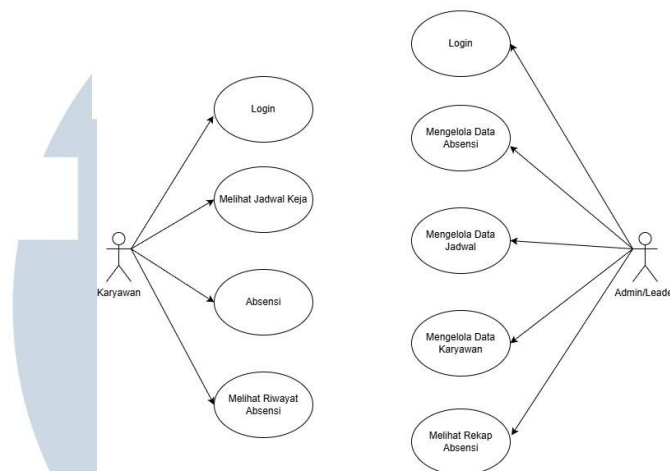 Login
Melihat Jadwal Keja
Absensi
Melihat Riwayat
Absensi
Karyawan
Login
Mengelola Data
Absensi
Mengelola Data
Jadwal
Mengelola Data
Karyawan
Melihat Rekap
Absensi
Admin/Leade